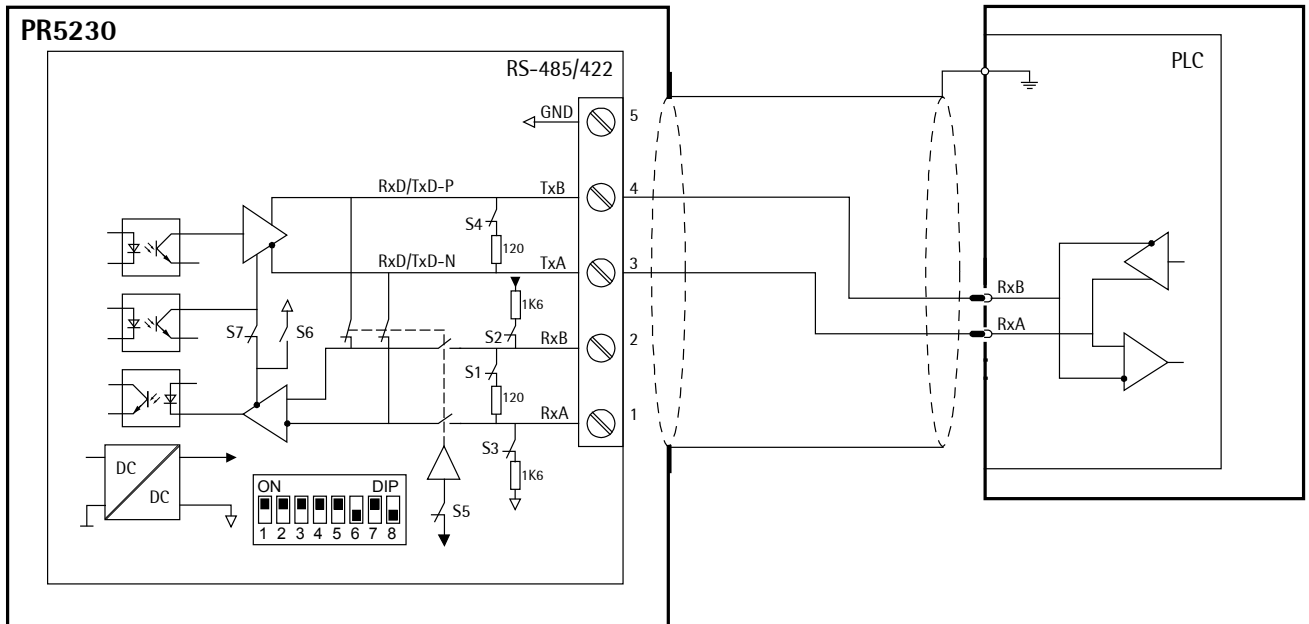 PR5230
PLC
RS-485/422
GND
5
RxD/TxD-P
TxB
4
S4
120
RxD/TxD-N
TxA
3
1K6
RxB
S7
S6
S2
RxB
2
RxA
S1
120
RxA
1
S3
1K6
DC
DC
ON DIP
1 2 3 4 5 6 7 8
S5